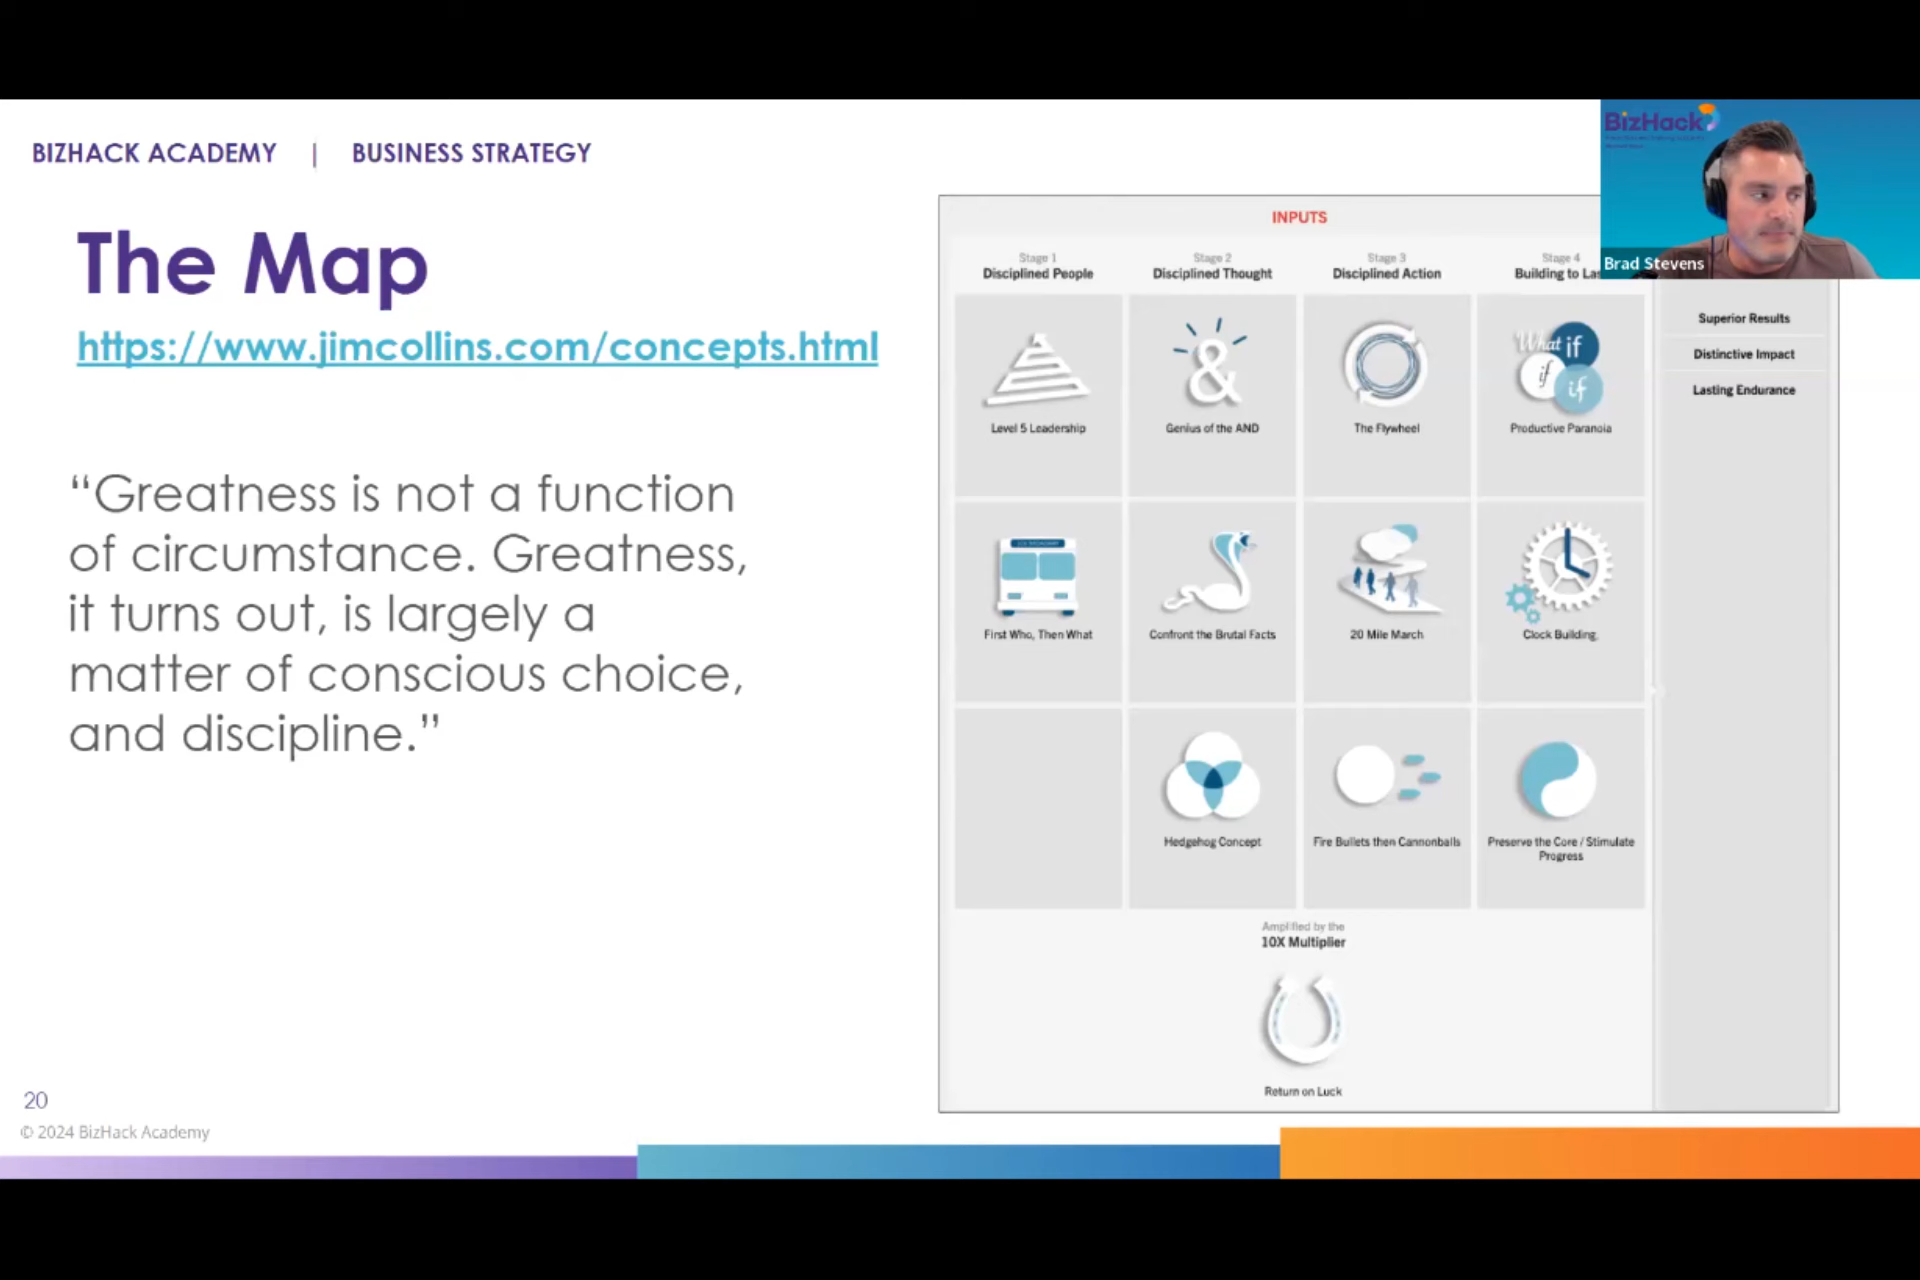 BIZHACK ACADEMY | BUSINESS STRATEGY
The Map
https://www.jimcollins.com/concepts.html
“Greatness is not a function
of circumstance. Greatness,
it turns out, is largely a
matter of conscious choice,
and discipline.”
20
© 2024 BizHack Academy
INPUTS
Stage 1
Disciplined People
Stage 2
Disciplined Thought
Stage 3
Disciplined Action
Stage 4
Building to Las
Level 5 Leadership
&
Genius of the AND
The Flywheel
What if
if
if
Productive Paranoia
First Who, Then What
Confront the Brutal Facts
20 Mile March
Clock Building,
Hedgehog Concept
Fire Bullets then Cannonballs
Preserve the Core / Stimulate
Progress
Amplified by the
10X Multiplier
Return on Luck
Superior Results
Distinctive Impact
Lasting Endurance
BizHack
Brad Stevens